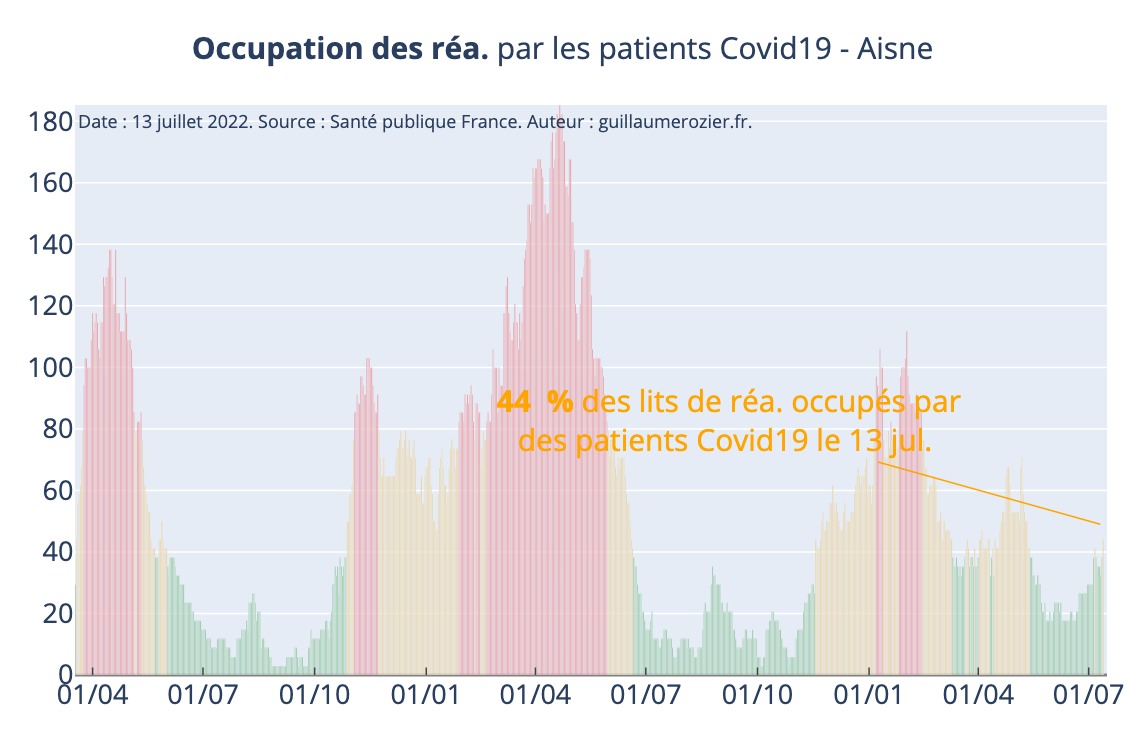 Occupation des réa. par les patients Covid19 - Aisne
Date : 13 juillet 2022. Source : Santé publique France. Auteur : guillaumerozier.fr.
180
160
140
120
100
80
60
40
20
0
44 % des lits de réa. occupés par
des patients Covid19 le 13 jul.
01/04 01/07 01/10 01/01 01/04 01/07 01/10 01/01 01/04 01/07